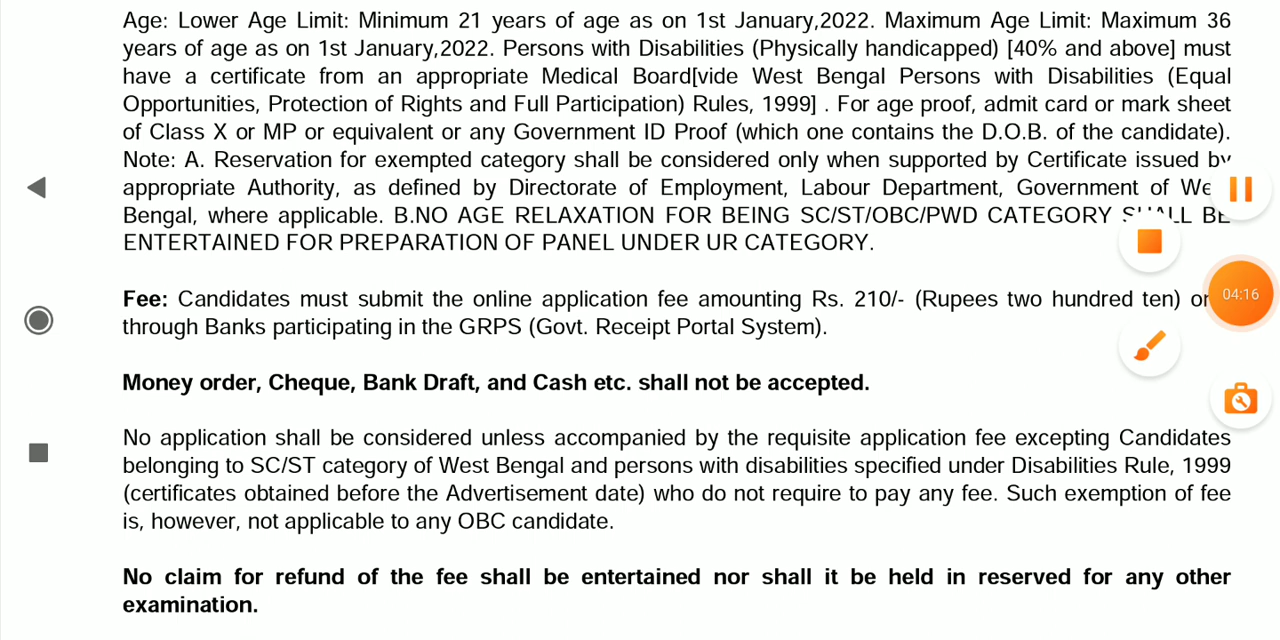 Age: Lower Age Limit: Minimum 21 years of age as on 1st January,2022. Maximum Age Limit: Maximum 36
years of age as on 1st January,2022. Persons with Disabilities (Physically handicapped) [40% and above] must
have a certificate from an appropriate Medical Board[vide West Bengal Persons with Disabilities (Equal
Opportunities, Protection of Rights and Full Participation) Rules, 1999] . For age proof, admit card or mark sheet
of Class X or MP or equivalent or any Government ID Proof (which one contains the D.O.B. of the candidate).
Note: A. Reservation for exempted category shall be considered only when supported by Certificate issued by
appropriate Authority, as defined by Directorate of Employment, Labour Department, Government of
Bengal, where applicable. B.NO AGE RELAXATION FOR BEING SC/ST/OBC/PWD CATEGORY SHALL BE
ENTERTAINED FOR PREPARATION OF PANEL UNDER UR CATEGORY.
Fee: Candidates must submit the online application fee amounting Rs. 210/- (Rupees two hundred ten)
04:16
through Banks participating in the GRPS (Govt. Receipt Portal System).
Money order, Cheque, Bank Draft, and Cash etc. shall not be accepted.
No application shall be considered unless accompanied by the requisite application fee excepting Candidates
belonging to SC/ST category of West Bengal and persons with disabilities specified under Disabilities Rule, 1999
(certificates obtained before the Advertisement date) who do not require to pay any fee. Such exemption of fee
is, however, not applicable to any OBC candidate.
No claim for refund of the fee shall be entertained nor shall it be held in reserved for any other
examination.